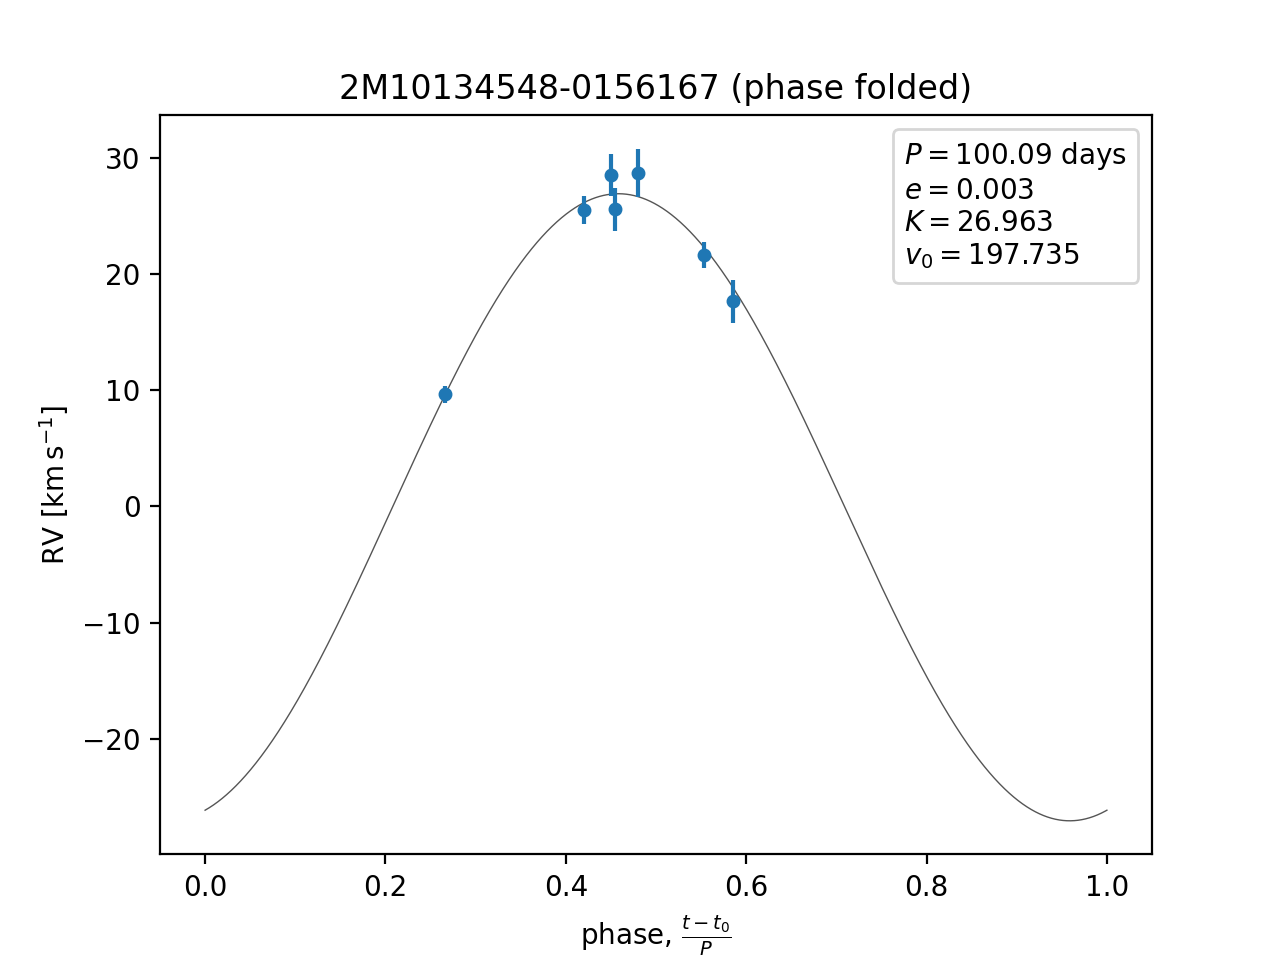 2M10134548-0156167 (phase folded)
P = 100.09 days
e = 0.003
K = 26.963
v₀ = 197.735
30
20
10
0
−10
−20
RV [km s⁻¹]
0.0 0.2 0.4 0.6 0.8 1.0
phase, (t − t₀)/P